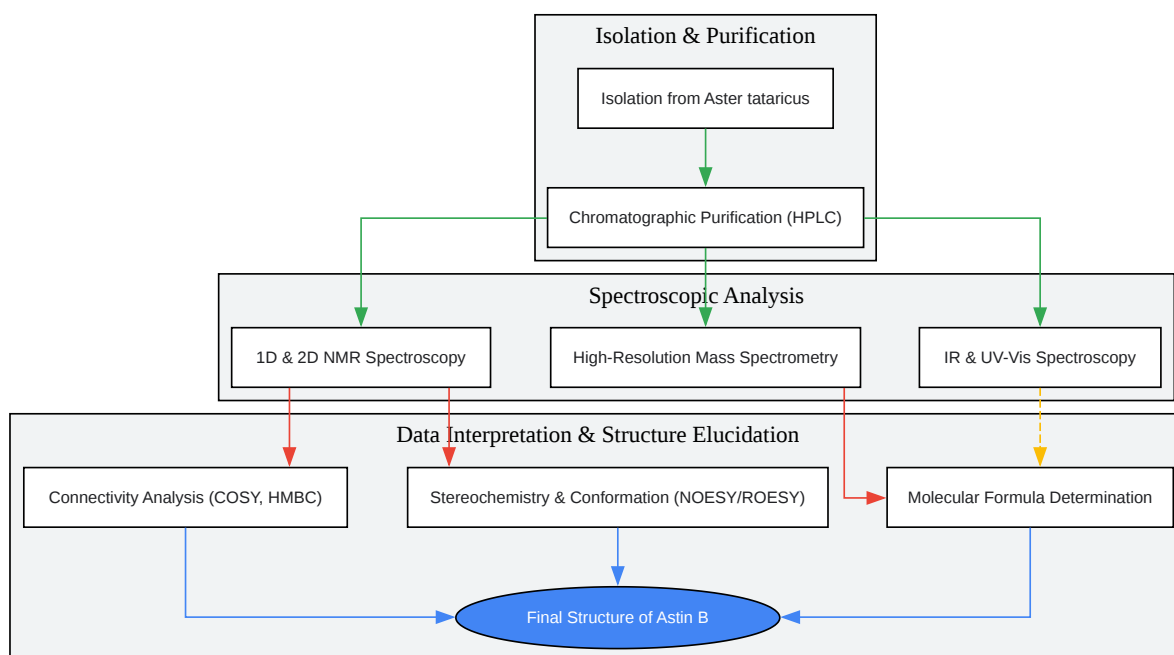 Isolation & Purification
Isolation from Aster tataricus
Chromatographic Purification (HPLC)
Spectroscopic Analysis
1D & 2D NMR Spectroscopy
High-Resolution Mass Spectrometry
IR & UV-Vis Spectroscopy
Data Interpretation & Structure Elucidation
Connectivity Analysis (COSY, HMBC)
Stereochemistry & Conformation (NOESY/ROESY)
Molecular Formula Determination
Final Structure of Astin B